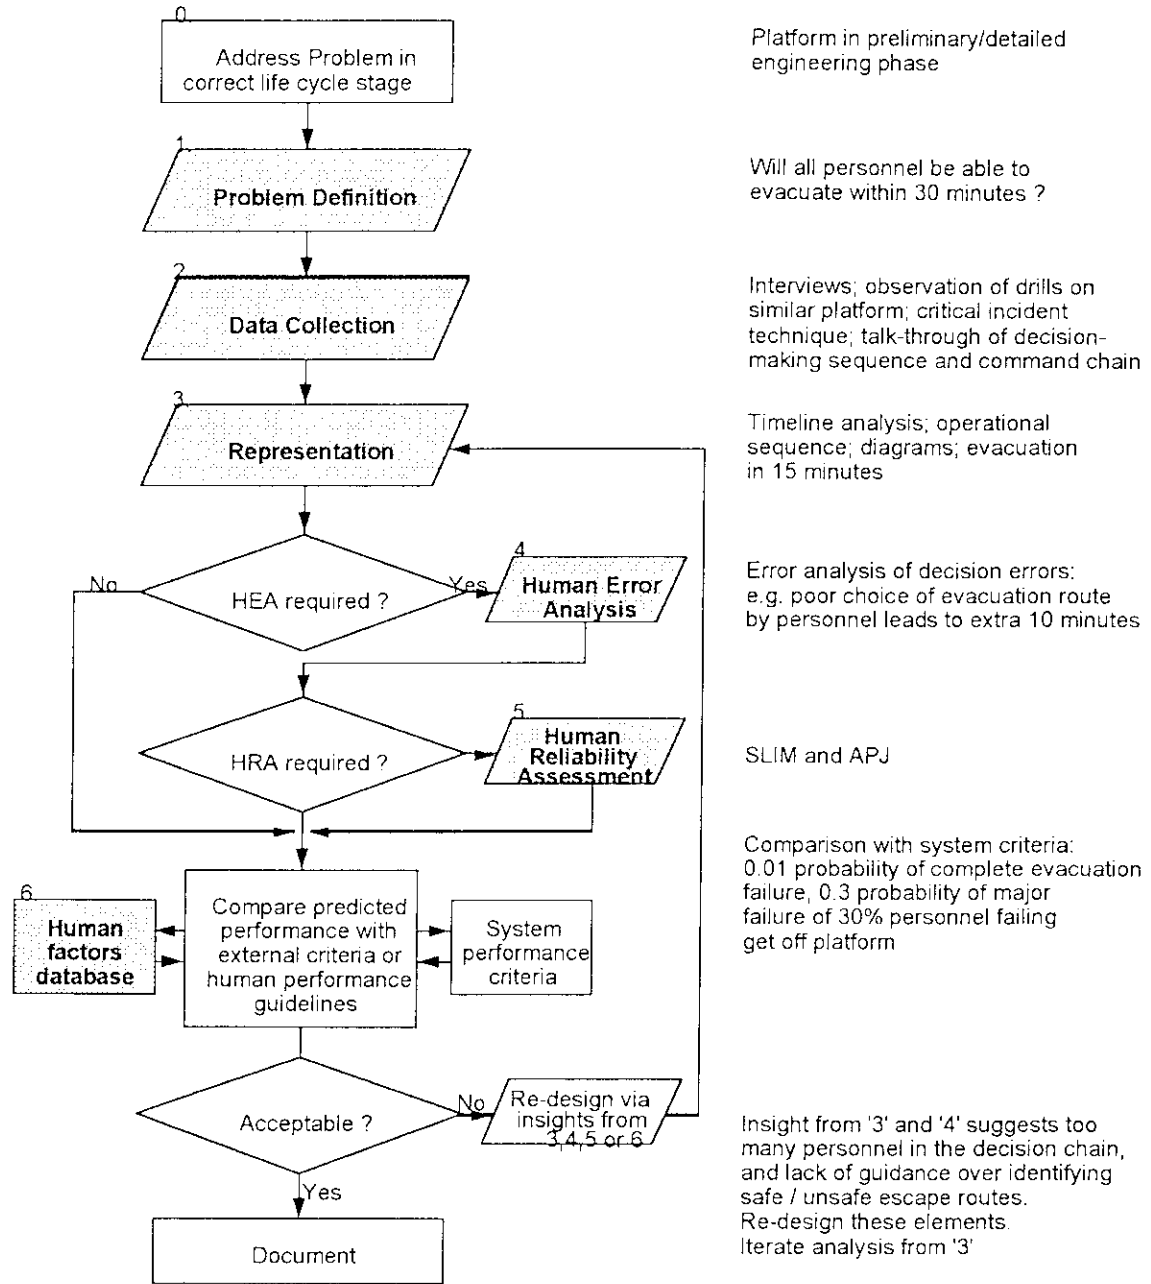 0.
Address Problem in
correct life cycle stage
Platform in preliminary/detailed
engineering phase
1.
Problem Definition
Will all personnel be able to
evacuate within 30 minutes ?
2
Data Collection
Interviews; observation of drills on
similar platform; critical incident
technique; talk-through of decision-
making sequence and command chain
3.
Representation
Timeline analysis; operational
sequence; diagrams; evacuation
in 15 minutes
No
HEA required ?
Yes
4
Human Error
Analysis
Error analysis of decision errors:
e.g. poor choice of evacuation route
by personnel leads to extra 10 minutes
HRA required ?
5
Human
Reliability
Assessment
SLIM and APJ
Comparison with system criteria:
0.01 probability of complete evacuation
failure, 0.3 probability of major
failure of 30% personnel failing
get off platform
6
Human
factors
database
Compare predicted
performance with
external criteria or
human performance
guidelines
System
performance
criteria
Acceptable ?
No
Re-design via
insights from
3,4,5 or 6
Insight from '3' and '4' suggests too
many personnel in the decision chain,
and lack of guidance over identifying
safe / unsafe escape routes.
Re-design these elements.
Iterate analysis from '3'
Yes
Document